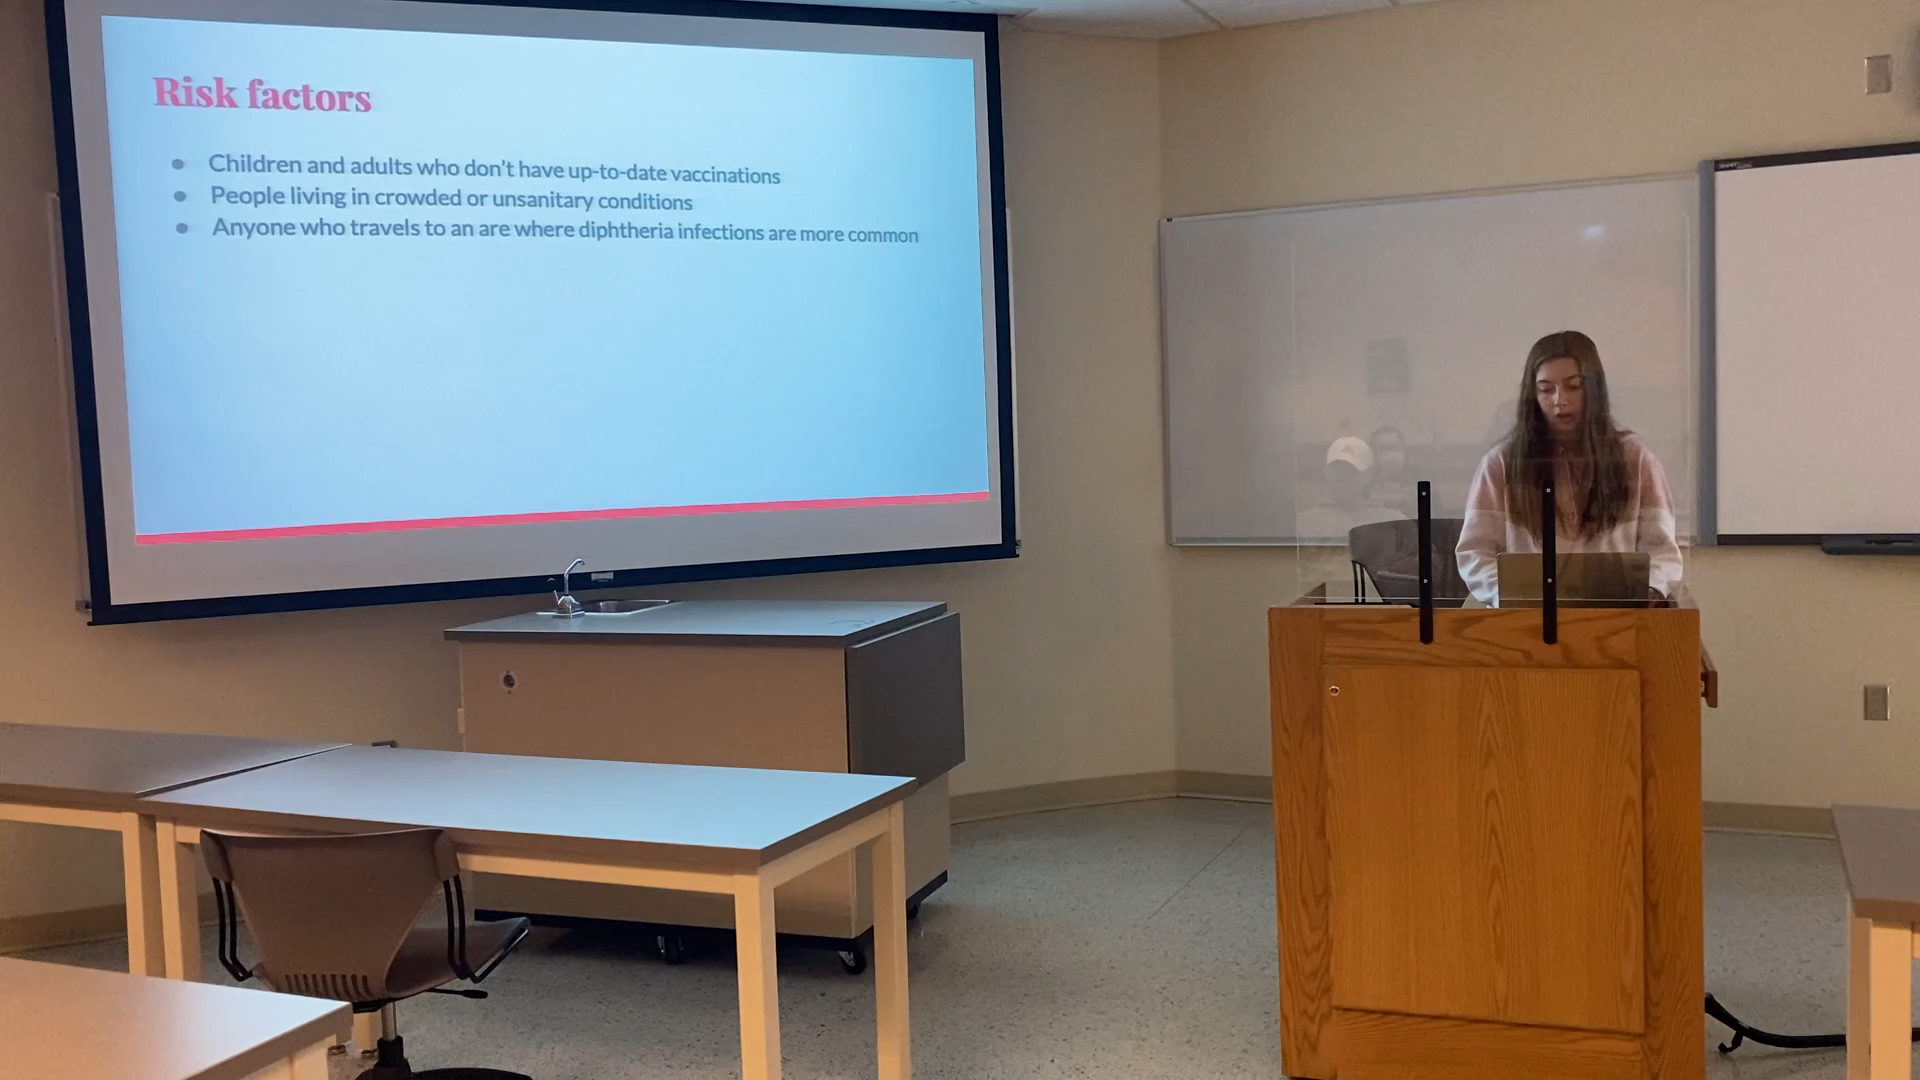 Risk factors
Children and adults who don't have up-to-date vaccinations
People living in crowded or unsanitary conditions
Anyone who travels to an are where diphtheria infections are more common